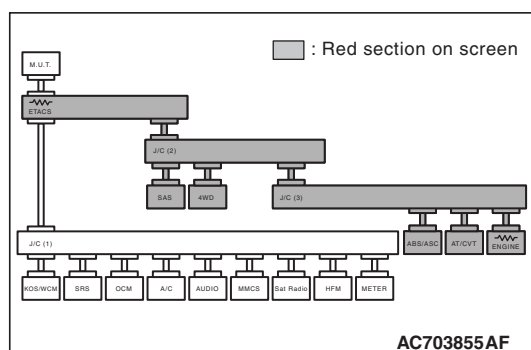 : Red section on screen
M.U.T.
ETACS
J/C (2)
SAS
4WD
J/C (3)
J/C (1)
ABS/ASC
AT/CVT
ENGINE
KOS/WCM
SRS
OCM
A/C
AUDIO
MMCS
Sat Radio
HFM
METER
AC703855AF